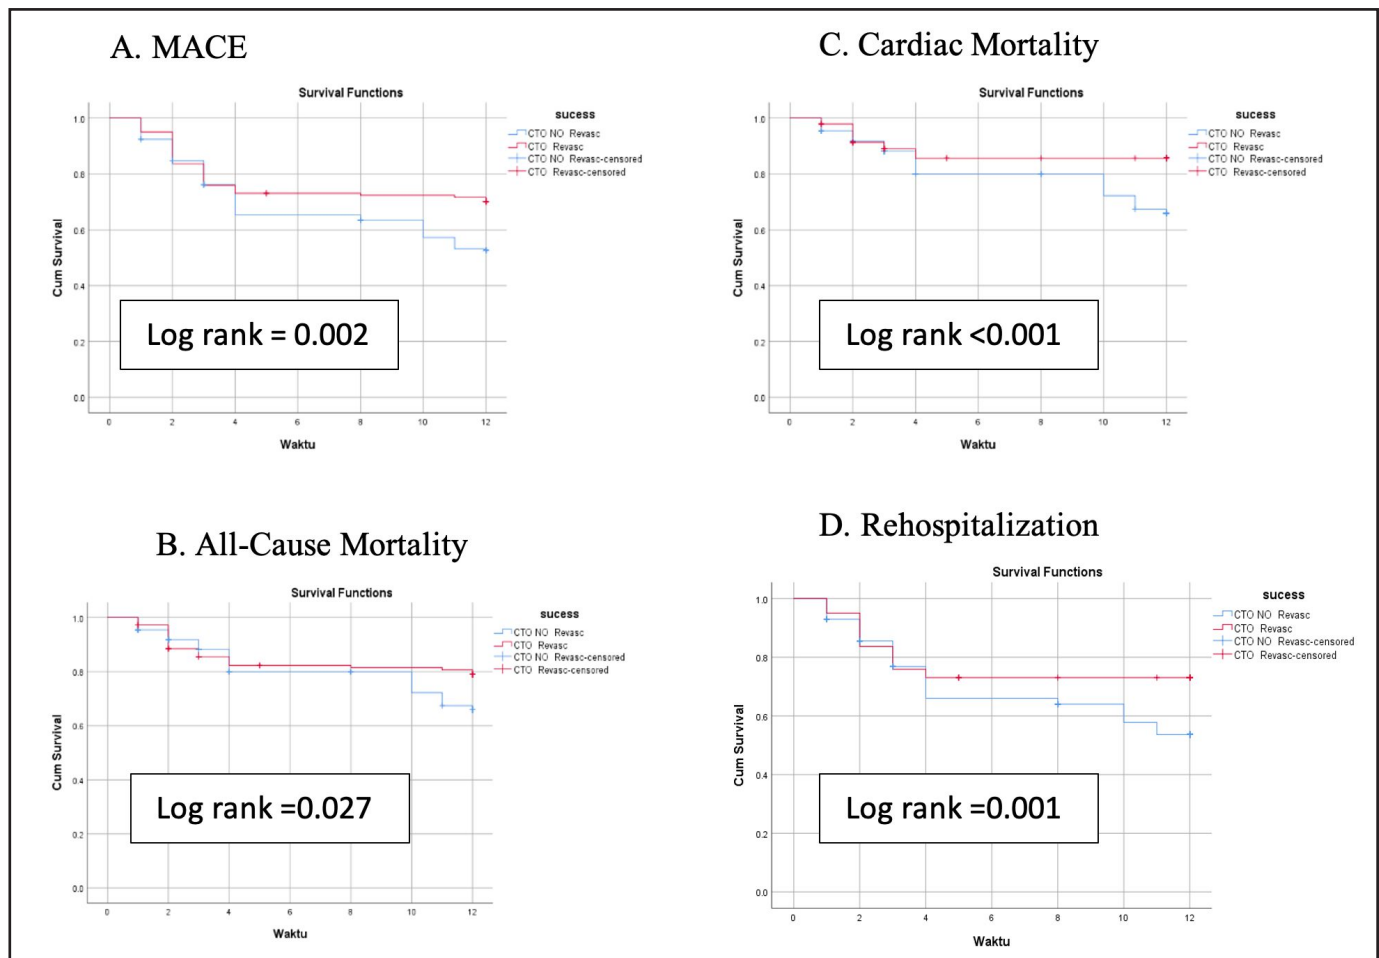 A. MACE
Survival Functions
sucess
CTO NO Revasc
CTO Revasc
CTO NO Revasc-censored
CTO Revasc-censored
1.0
0.8
0.6
0.4
0.2
0.0
Cum Survival
Log rank = 0.002
0 2 4 6 8 10 12
Waktu
C. Cardiac Mortality
Survival Functions
sucess
CTO NO Revasc
CTO Revasc
CTO NO Revasc-censored
CTO Revasc-censored
1.0
0.8
0.6
0.4
0.2
0.0
Cum Survival
Log rank <0.001
0 2 4 6 8 10 12
Waktu
B. All-Cause Mortality
Survival Functions
sucess
CTO NO Revasc
CTO Revasc
CTO NO Revasc-censored
CTO Revasc-censored
1.0
0.8
0.6
0.4
0.2
0.0
Cum Survival
Log rank =0.027
0 2 4 6 8 10 12
Waktu
D. Rehospitalization
Survival Functions
sucess
CTO NO Revasc
CTO Revasc
CTO NO Revasc-censored
CTO Revasc-censored
1.0
0.8
0.6
0.4
0.2
0.0
Cum Survival
Log rank =0.001
0 2 4 6 8 10 12
Waktu